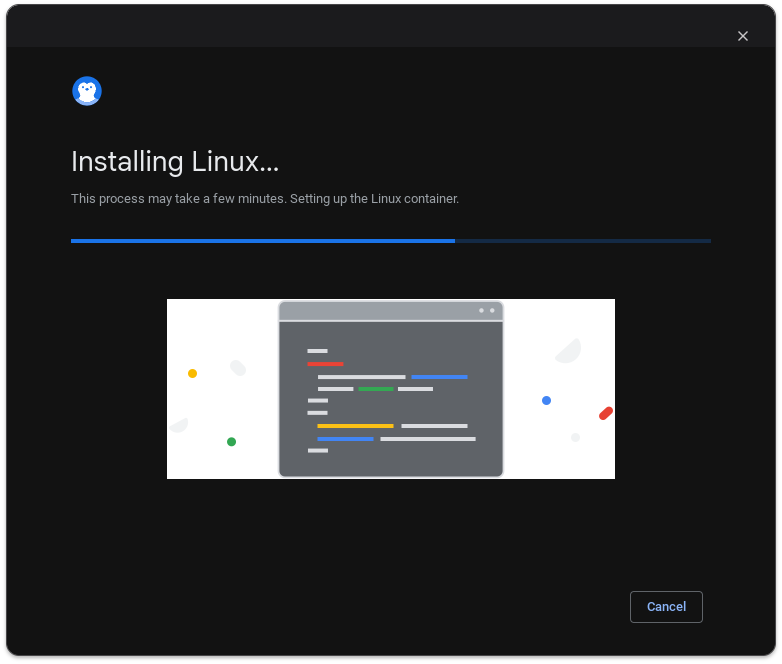 Installing Linux...
This process may take a few minutes. Setting up the Linux container.
Cancel